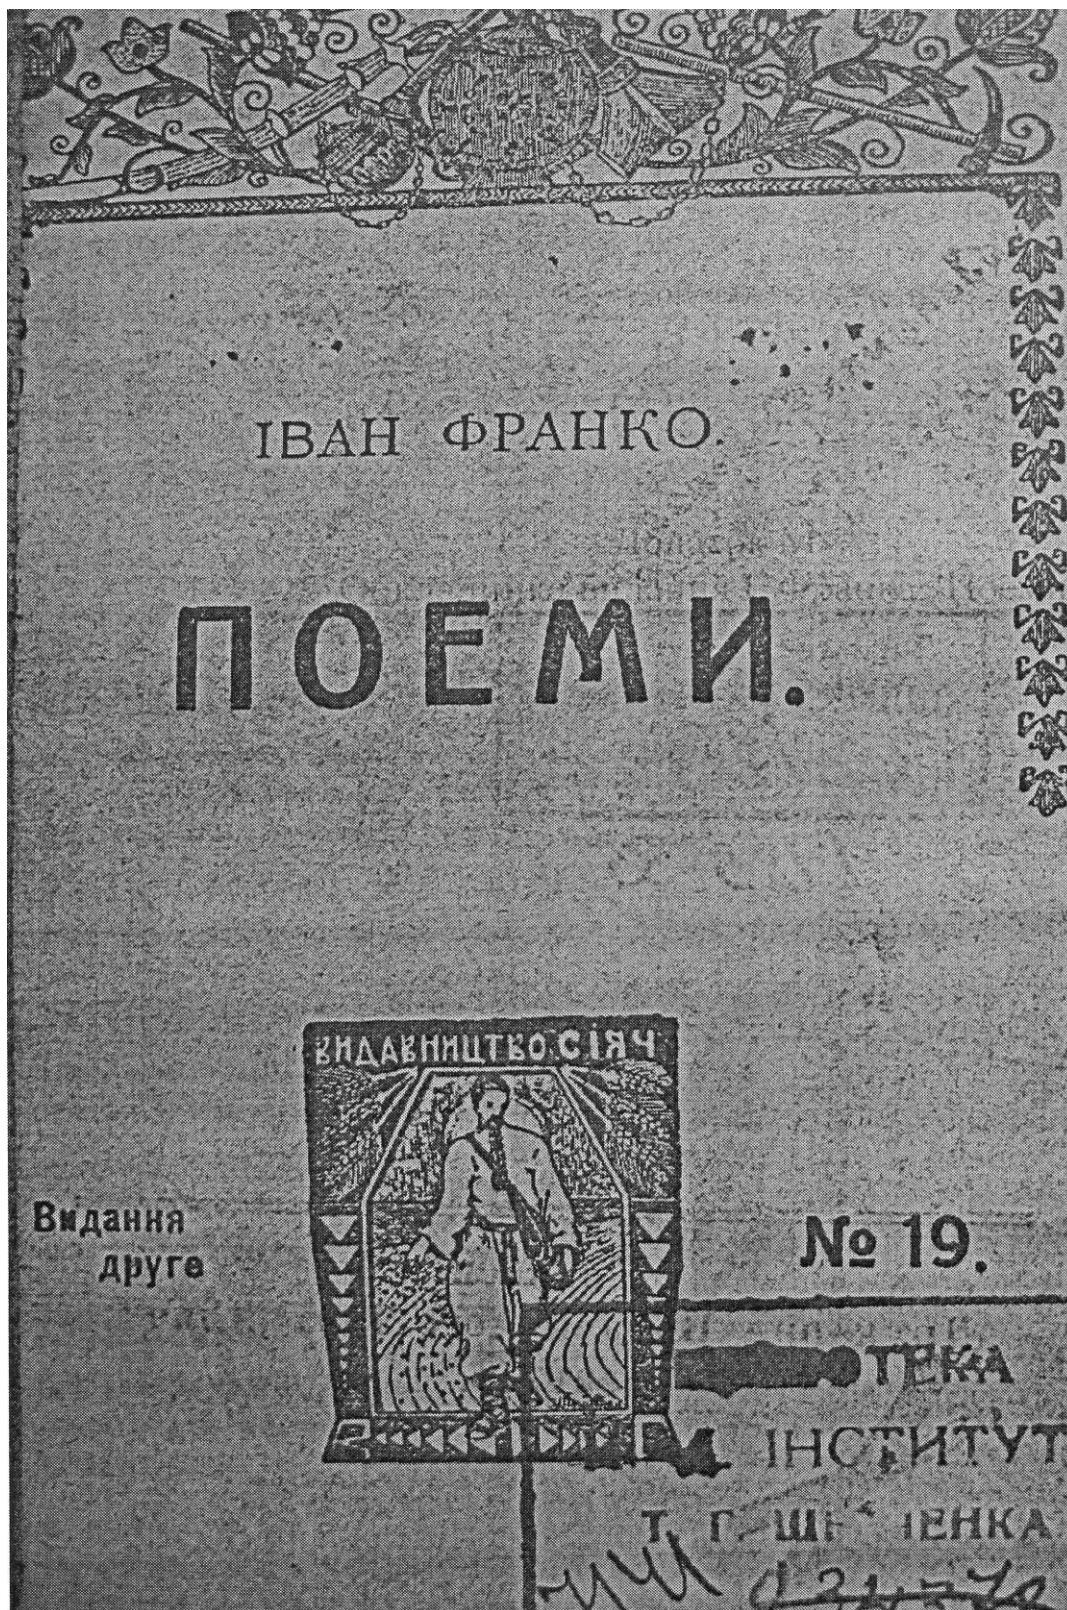 ІВАН ФРАНКО.
ПОЕМИ.
ВИДАВНИЦТВО СІЯЧ
Видання
друге
№ 19.
ТЕКА
ІНСТИТУТ
Т. Г.